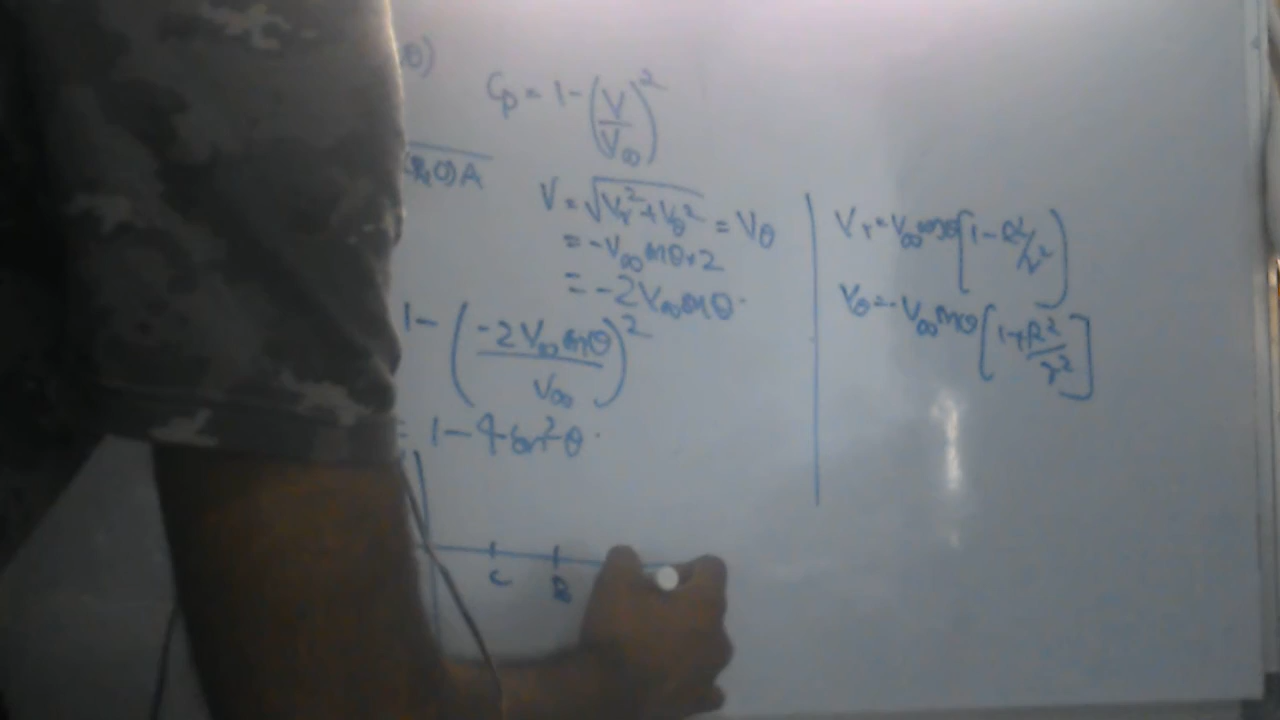 Cp = 1 - (V/V∞)²
V = √(Vr² + Vθ²) = Vθ
= -V∞ sinθ × 2
= -2V∞ sinθ.
1 - (-2V∞ sinθ / V∞)²
= 1 - 4 sin²θ.
C B
Vr = V∞ cosθ [1 - R²/r²]
Vθ = -V∞ sinθ [1 + R²/r²]